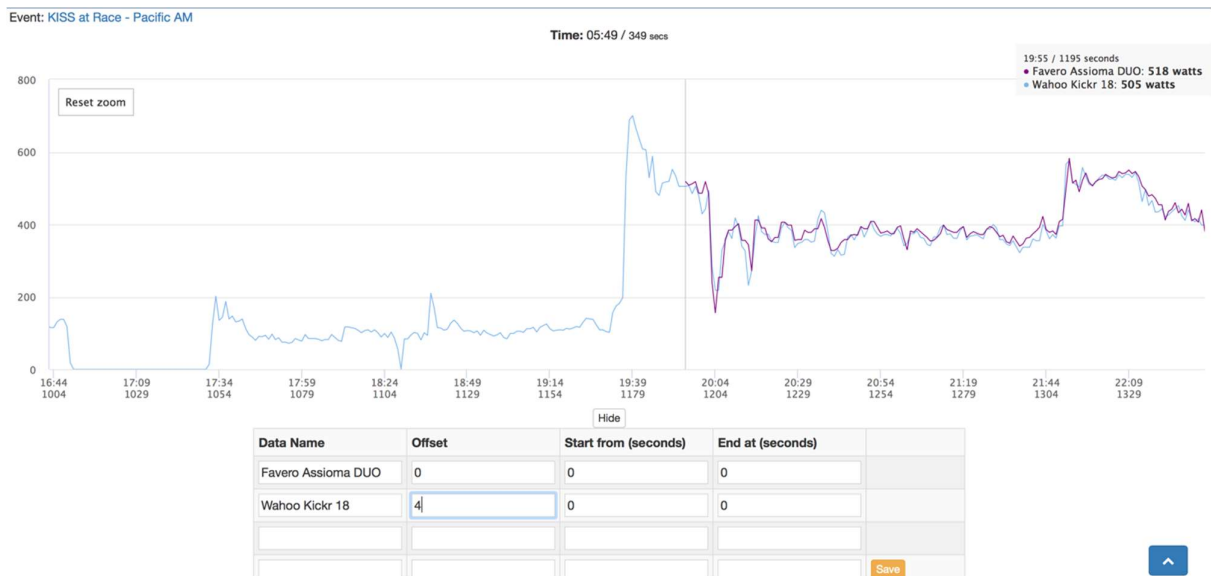 Event: KISS at Race - Pacific AM
Time: 05:49 / 349 secs
19:55 / 1195 seconds
● Favero Assioma DUO: 518 watts
● Wahoo Kickr 18: 505 watts
Reset zoom
800
600
400
200
0
16:44 17:09 17:34 17:59 18:24 18:49 19:14 19:39 20:04 20:29 20:54 21:19 21:44 22:09
1004 1029 1054 1079 1104 1129 1154 1179 1204 1229 1254 1279 1304 1329
Hide
Data Name Offset Start from (seconds) End at (seconds)
Favero Assioma DUO 0 0 0
Wahoo Kickr 18 4 0 0
Save